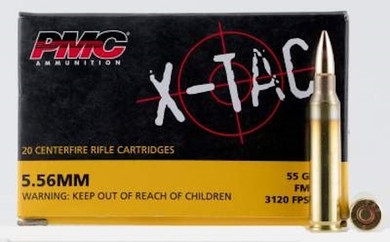 PMC
AMMUNITION
X-TAC
20 CENTERFIRE RIFLE CARTRIDGES
5.56MM
55 G
FM
WARNING: KEEP OUT OF REACH OF CHILDREN
3120 FPS